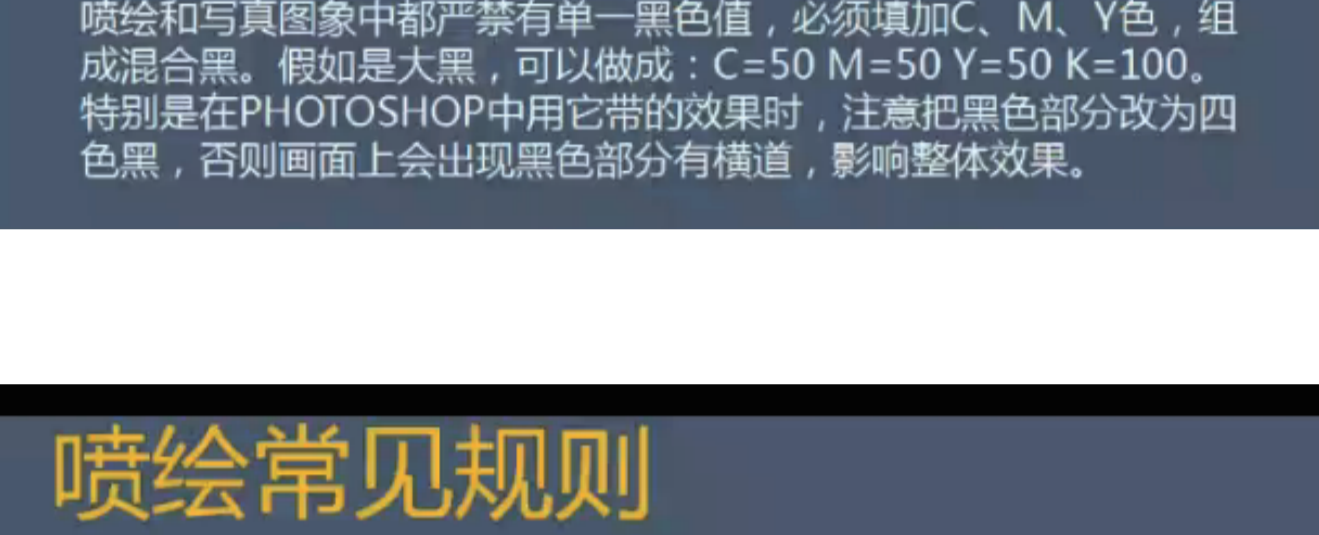 喷绘和写真图象中都严禁有单一黑色值，必须填加C、M、Y色，组
成混合黑。假如是大黑，可以做成：C=50 M=50 Y=50 K=100。
特别是在PHOTOSHOP中用它带的效果时，注意把黑色部分改为四
色黑，否则画面上会出现黑色部分有横道，影响整体效果。
喷绘常见规则